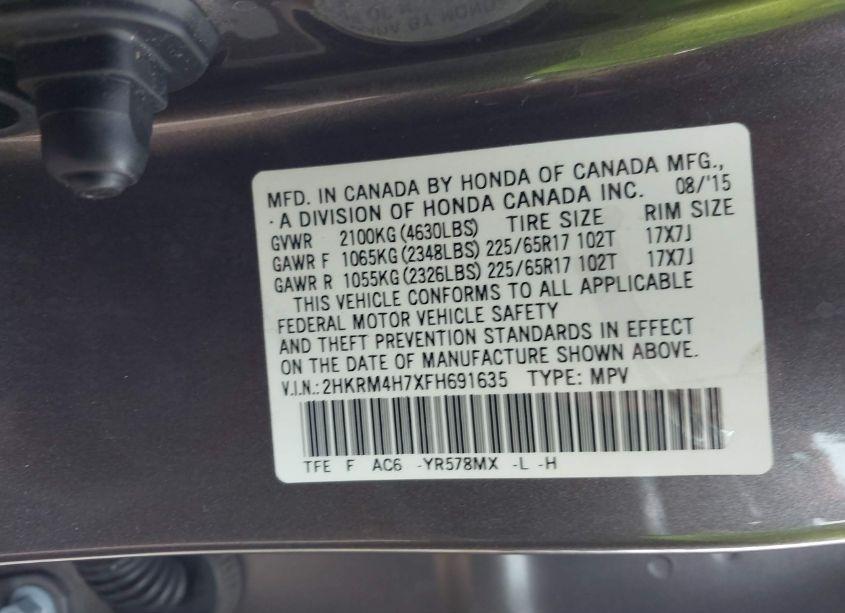 MFD. IN CANADA BY HONDA OF CANADA MFG.,
- A DIVISION OF HONDA CANADA INC. 08/'15
GVWR 2100KG(4630LBS) TIRE SIZE RIM SIZE
GAWR F 1065KG(2348LBS) 225/65R17 102T 17X7J
GAWR R 1055KG(2326LBS) 225/65R17 102T 17X7J
THIS VEHICLE CONFORMS TO ALL APPLICABLE
FEDERAL MOTOR VEHICLE SAFETY
AND THEFT PREVENTION STANDARDS IN EFFECT
ON THE DATE OF MANUFACTURE SHOWN ABOVE.
V.I.N.:2HKRM4H7XFH691635 TYPE: MPV
TFE F AC6 -YR578MX -L -H